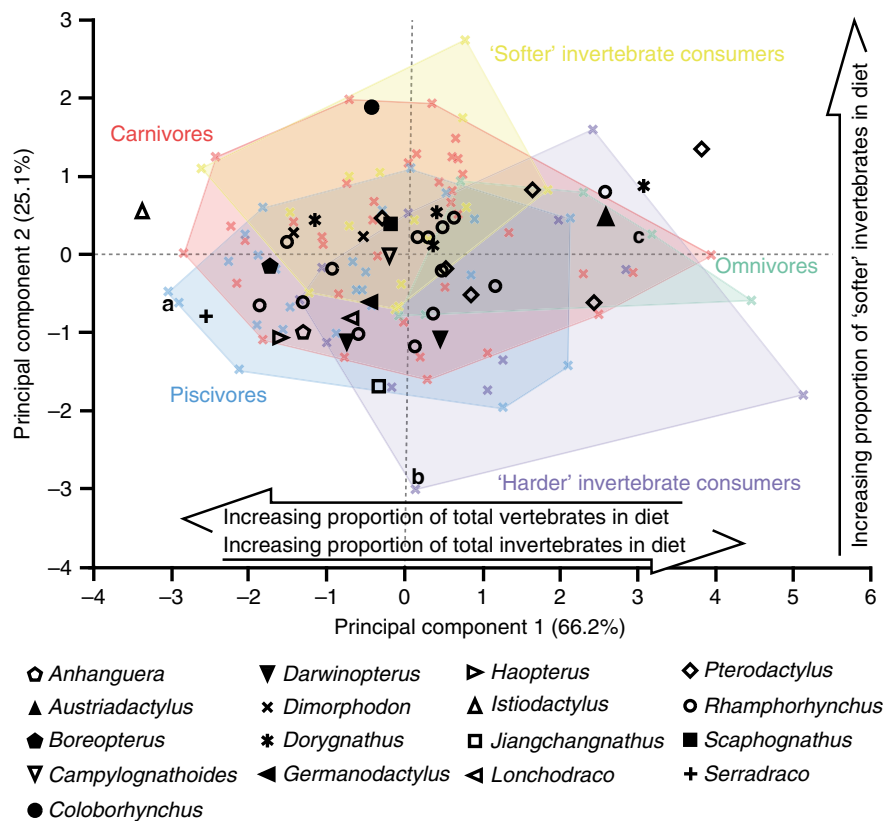 3
2
1
0
–1
–2
–3
–4
Principal component 2 (25.1%)
'Softer' invertebrate consumers
Carnivores
Omnivores
Piscivores
'Harder' invertebrate consumers
a
b
c
Increasing proportion of total vertebrates in diet
Increasing proportion of total invertebrates in diet
Increasing proportion of 'softer' invertebrates in diet
–4 –3 –2 –1 0 1 2 3 4 5 6
Principal component 1 (66.2%)
Anhanguera
Austriadactylus
Boreopterus
Campylognathoides
Coloborhynchus
Darwinopterus
Dimorphodon
Dorygnathus
Germanodactylus
Haopterus
Istiodactylus
Jiangchangnathus
Lonchodraco
Pterodactylus
Rhamphorhynchus
Scaphognathus
Serradraco